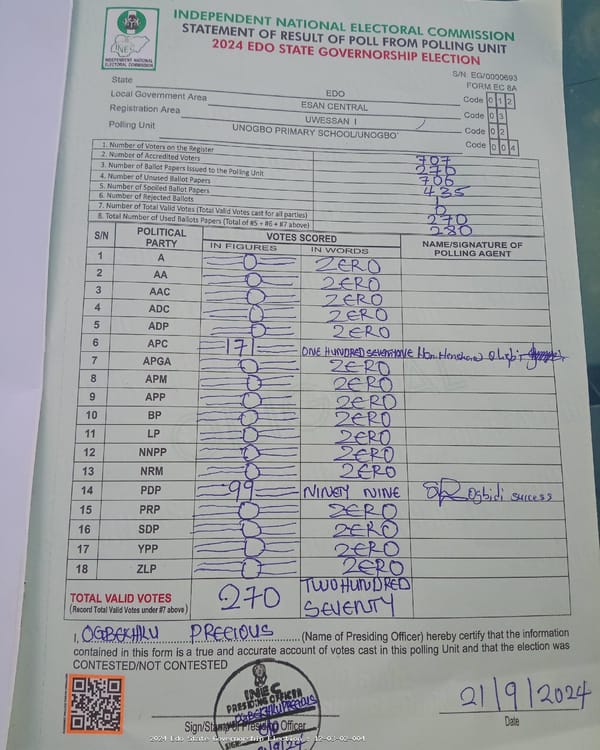 INDEPENDENT NATIONAL ELECTORAL COMMISSION
STATEMENT OF RESULT OF POLL FROM POLLING UNIT
2024 EDO STATE GOVERNORSHIP ELECTION
INEC
INDEPENDENT NATIONAL
ELECTORAL COMMISSION
S/N: EG/0000693
FORM EC 8A
State EDO Code 0 1 2
Local Government Area ESAN CENTRAL Code 0 3
Registration Area UWESSAN I Code 0 2
Polling Unit UNOGBO PRIMARY SCHOOL/UNOGBO Code 0 0 4
1. Number of Voters on the Register 707
2. Number of Accredited Voters
3. Number of Ballot Papers Issued to the Polling Unit 706
4. Number of Unused Ballot Papers 435
5. Number of Spoiled Ballot Papers 1
6. Number of Rejected Ballots
7. Number of Total Valid Votes (Total Valid Votes cast for all parties) 270
8. Total Number of Used Ballots Papers (Total of #5 + #6 + #7 above) 280
S/N POLITICAL PARTY VOTES SCORED NAME/SIGNATURE OF POLLING AGENT
IN FIGURES IN WORDS
1 A 0 ZERO
2 AA 0 ZERO
3 AAC 0 ZERO
4 ADC 0 ZERO
5 ADP 0 ZERO
6 APC 171 ONE HUNDRED SEVENTY ONE Hon.
7 APGA 0 ZERO
8 APM 0 ZERO
9 APP 0 ZERO
10 BP 0 ZERO
11 LP 0 ZERO
12 NNPP 0 ZERO
13 NRM 0 ZERO
14 PDP 99 NINETY NINE Ogbidi success
15 PRP 0 ZERO
16 SDP 0 ZERO
17 YPP 0 ZERO
18 ZLP 0 ZERO
TOTAL VALID VOTES 270 TWO HUNDRED
(Record Total Valid Votes under #7 above) SEVENTY
I, OGBEKHILU PRECIOUS (Name of Presiding Officer) hereby certify that the information
contained in this form is a true and accurate account of votes cast in this polling Unit and that the election was
CONTESTED/NOT CONTESTED
INEC
PRESIDING OFFICER
21/9/2024
Sign/Stamp of Presiding Officer Date
2024 Edo State Governorship Election - 12-03-02-004